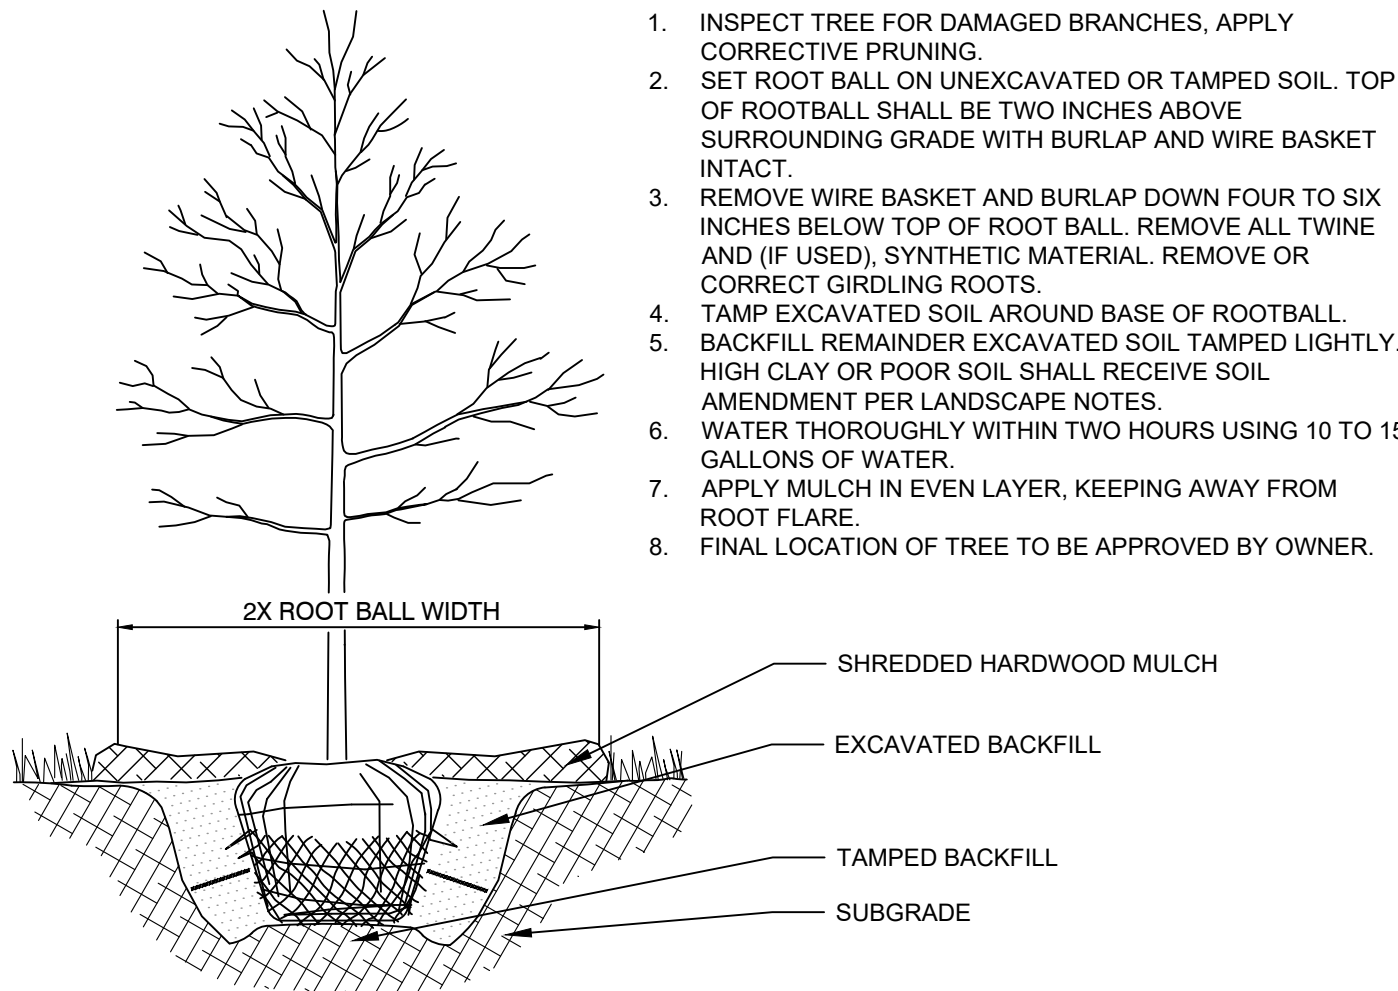 1. INSPECT TREE FOR DAMAGED BRANCHES, APPLY
CORRECTIVE PRUNING.
2. SET ROOT BALL ON UNEXCAVATED OR TAMPED SOIL. TOP
OF ROOTBALL SHALL BE TWO INCHES ABOVE
SURROUNDING GRADE WITH BURLAP AND WIRE BASKET
INTACT.
3. REMOVE WIRE BASKET AND BURLAP DOWN FOUR TO SIX
INCHES BELOW TOP OF ROOT BALL. REMOVE ALL TWINE
AND (IF USED), SYNTHETIC MATERIAL. REMOVE OR
CORRECT GIRDLING ROOTS.
4. TAMP EXCAVATED SOIL AROUND BASE OF ROOTBALL.
5. BACKFILL REMAINDER EXCAVATED SOIL TAMPED LIGHTLY.
HIGH CLAY OR POOR SOIL SHALL RECEIVE SOIL
AMENDMENT PER LANDSCAPE NOTES.
6. WATER THOROUGHLY WITHIN TWO HOURS USING 10 TO 15
GALLONS OF WATER.
7. APPLY MULCH IN EVEN LAYER, KEEPING AWAY FROM
ROOT FLARE.
8. FINAL LOCATION OF TREE TO BE APPROVED BY OWNER.
2X ROOT BALL WIDTH
SHREDDED HARDWOOD MULCH
EXCAVATED BACKFILL
TAMPED BACKFILL
SUBGRADE